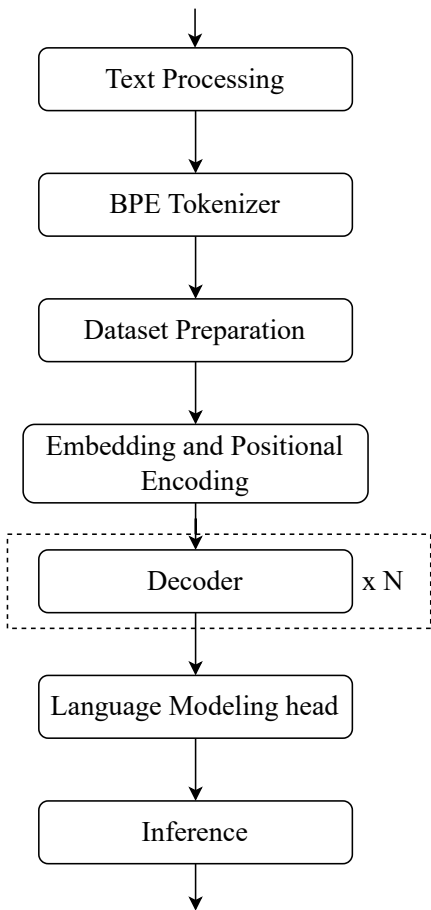 Text Processing
BPE Tokenizer
Dataset Preparation
Embedding and Positional
Encoding
Decoder
x N
Language Modeling head
Inference